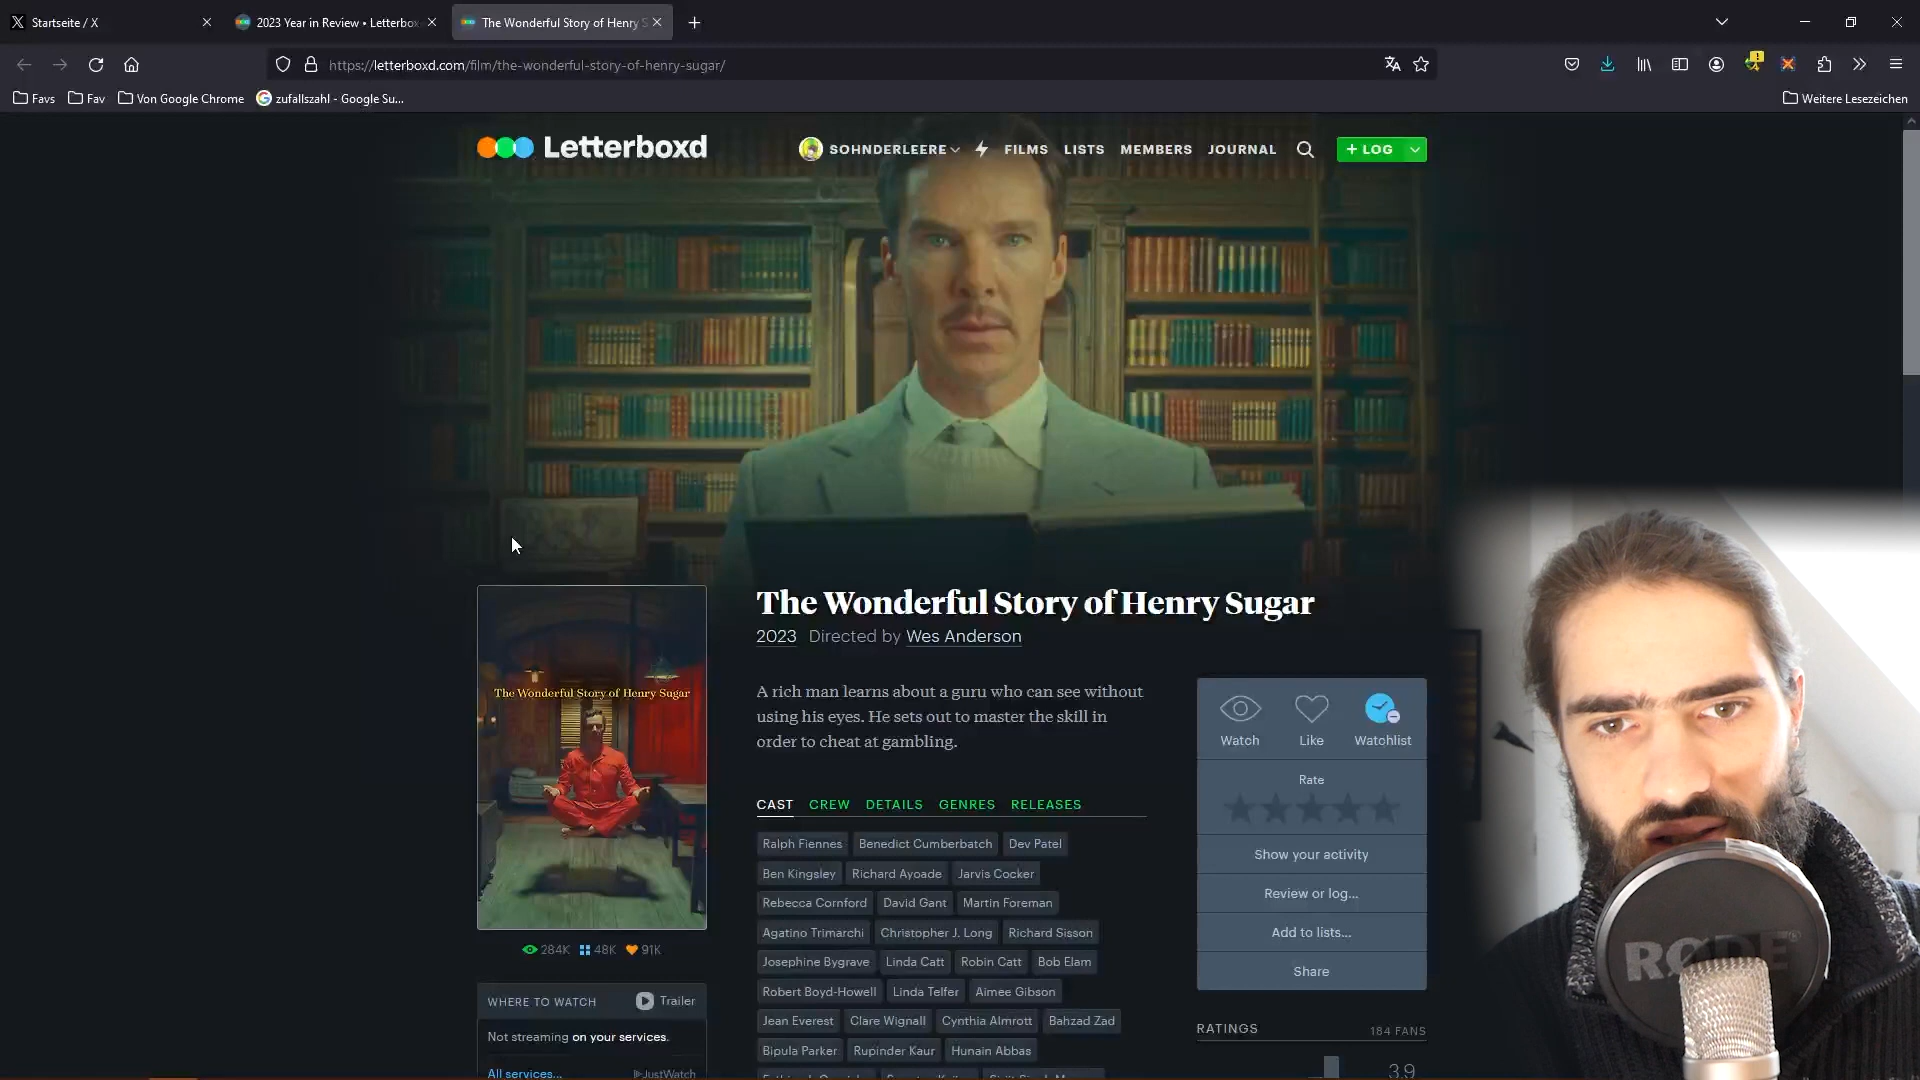 Startseite / X
2023 Year in Review • Letterbox
The Wonderful Story of Henry S
https://letterboxd.com/film/the-wonderful-story-of-henry-sugar/
Favs
Fav
Von Google Chrome
zufallszahl - Google Su...
Weitere Lesezeichen
Letterboxd
SOHNDERLEERE
FILMS
LISTS
MEMBERS
JOURNAL
+ LOG
The Wonderful Story of Henry Sugar
2023 Directed by Wes Anderson
The Wonderful Story of Henry Sugar
A rich man learns about a guru who can see without
using his eyes. He sets out to master the skill in
order to cheat at gambling.
Watch
Like
Watchlist
Rate
Show your activity
Review or log...
Add to lists...
Share
CAST CREW DETAILS GENRES RELEASES
Ralph Fiennes Benedict Cumberbatch Dev Patel
Ben Kingsley Richard Ayoade Jarvis Cocker
Rebecca Cornford David Gant Martin Foreman
Agatino Trimarchi Christopher J. Long Richard Sisson
Josephine Bygrave Linda Catt Robin Catt Bob Elam
Robert Boyd-Howell Linda Telfer Aimee Gibson
Jean Everest Clare Wignall Cynthia Almrott Bahzad Zad
Bipula Parker Rupinder Kaur Hunain Abbas
284K 48K 91K
WHERE TO WATCH
Trailer
Not streaming on your services.
All services...
JustWatch
RATINGS
184 FANS
3.9
RØDE